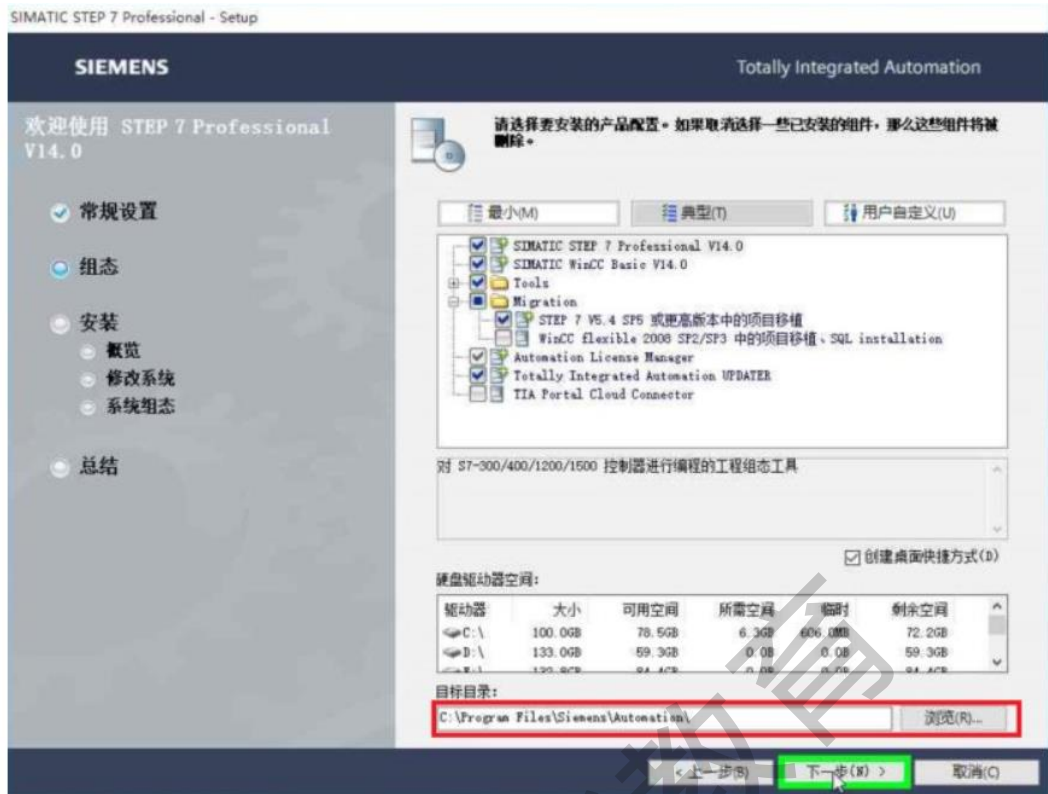 SIMATIC STEP 7 Professional - Setup
SIEMENS
Totally Integrated Automation
欢迎使用 STEP 7 Professional
V14.0
常规设置
组态
安装
概览
修改系统
系统组态
总结
请选择要安装的产品配置。如果取消选择一些已安装的组件，那么这些组件将被
删除。
最小(M) 典型(T) 用户自定义(U)
SIMATIC STEP 7 Professional V14.0
SIMATIC WinCC Basic V14.0
Tools
Migration
STEP 7 V5.4 SP5 或更高版本中的项目移植
WinCC flexible 2008 SP2/SP3 中的项目移植、SQL installation
Automation License Manager
Totally Integrated Automation UPDATER
TIA Portal Cloud Connector
对 S7-300/400/1200/1500 控制器进行编程的工程组态工具
创建桌面快捷方式(D)
硬盘驱动器空间:
驱动器 大小 可用空间 所需空间 临时 剩余空间
C:\ 100.0GB 78.5GB 6.3GB 606.0MB 72.2GB
D:\ 133.0GB 59.3GB 0.0B 0.0B 59.3GB
目标目录:
C:\Program Files\Siemens\Automation\ 浏览(R)...
< 上一步(B) 下一步(N) > 取消(C)
教育